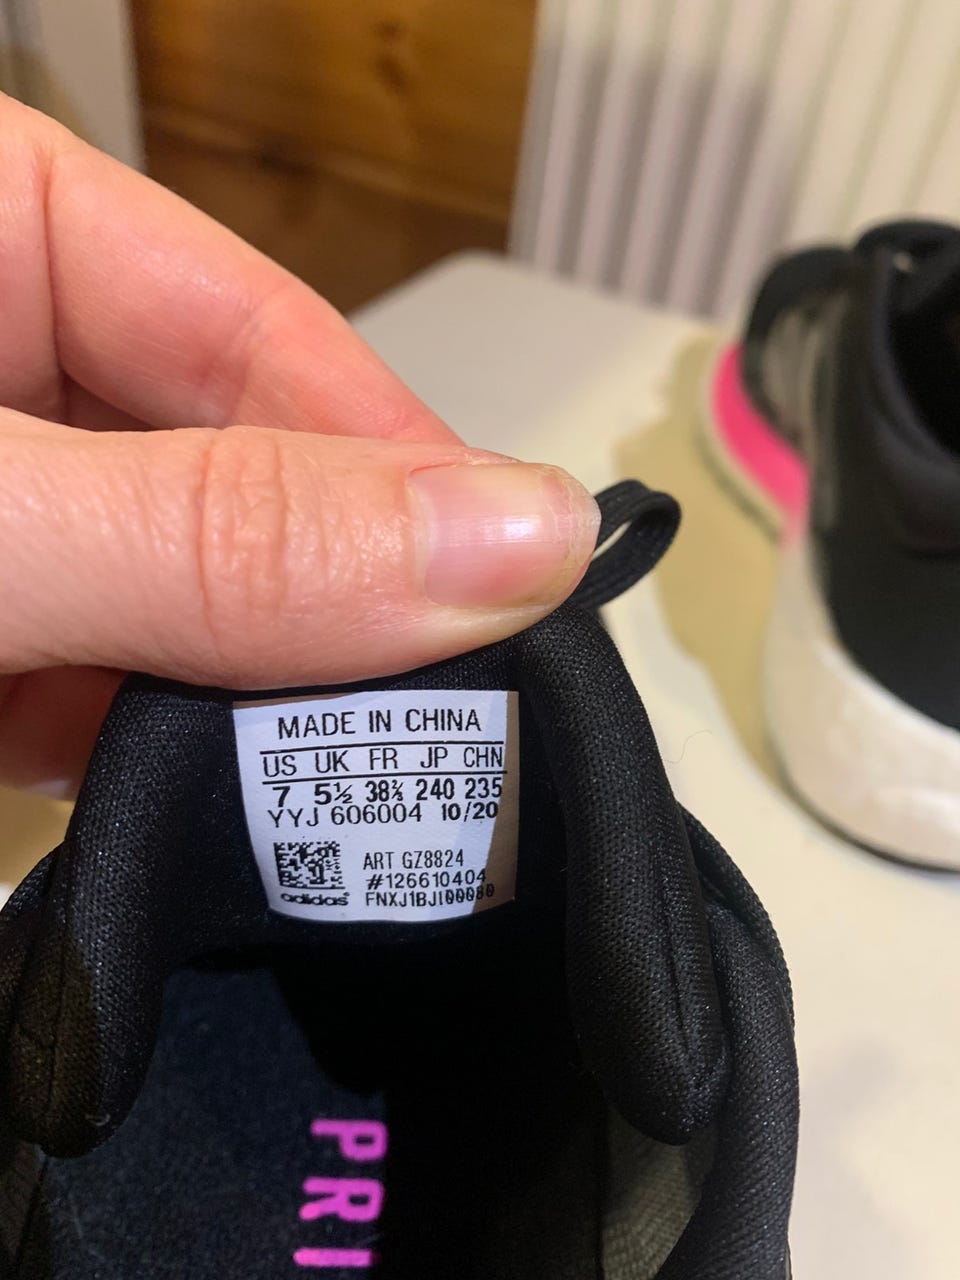 MADE IN CHINA
US UK FR JP CHN
7 5½ 38⅔ 240 235
YYJ 606004 10/20
ART GZ8824
#126610404
adidas
PRI